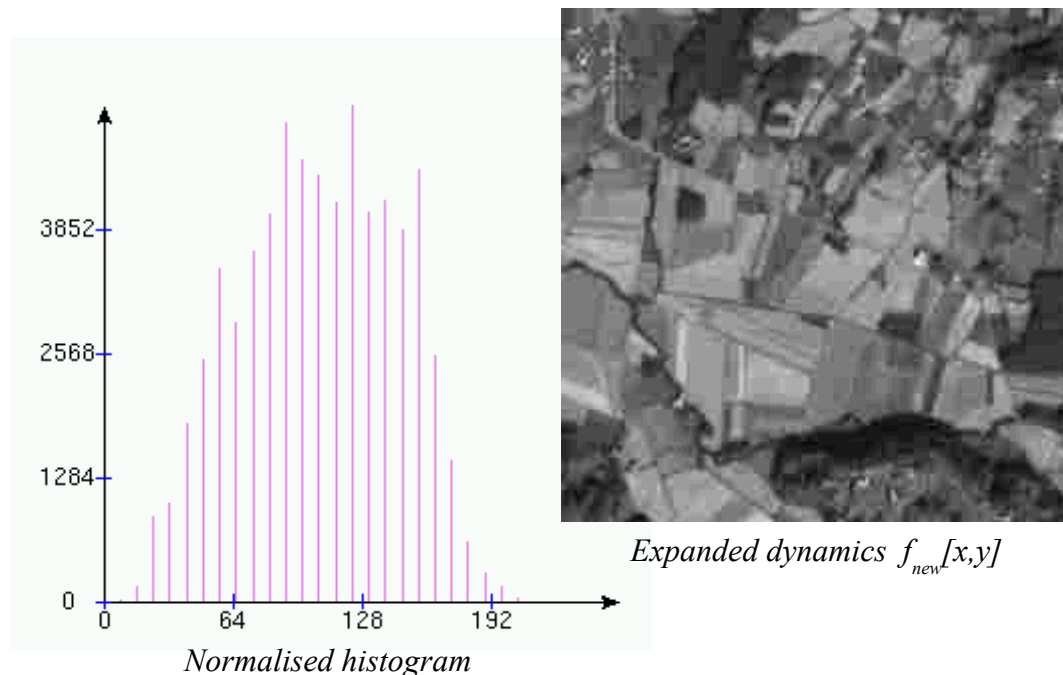 3852
2568
1284
0
0 64 128 192
Normalised histogram
Expanded dynamics f_new[x,y]